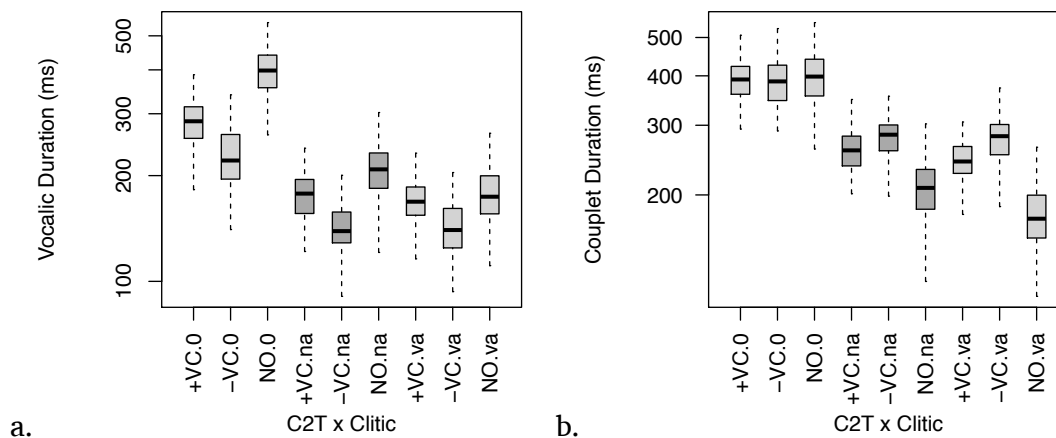 Vocalic Duration (ms)
500
300
200
100
+VC.0
−VC.0
NO.0
+VC.na
−VC.na
NO.na
+VC.va
−VC.va
NO.va
C2T x Clitic
a.
Couplet Duration (ms)
500
400
300
200
+VC.0
−VC.0
NO.0
+VC.na
−VC.na
NO.na
+VC.va
−VC.va
NO.va
C2T x Clitic
b.